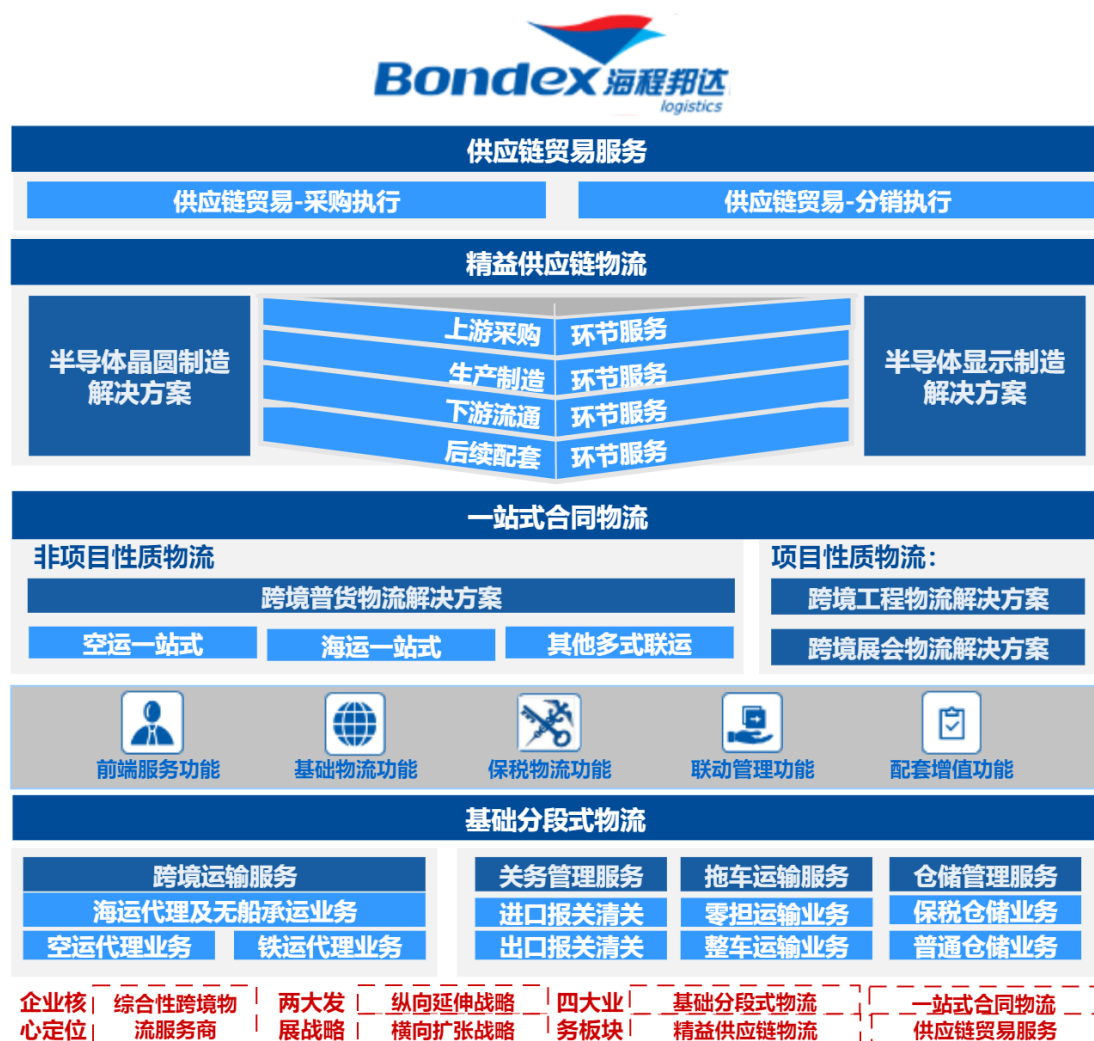 Bondex 海程邦达
logistics
供应链贸易服务
供应链贸易-采购执行
供应链贸易-分销执行
精益供应链物流
半导体晶圆制造
解决方案
上游采购 环节服务
生产制造 环节服务
下游流通 环节服务
后续配套 环节服务
半导体显示制造
解决方案
一站式合同物流
非项目性质物流
跨境普货物流解决方案
空运一站式
海运一站式
其他多式联运
项目性质物流:
跨境工程物流解决方案
跨境展会物流解决方案
前端服务功能
基础物流功能
保税物流功能
联动管理功能
配套增值功能
基础分段式物流
跨境运输服务
海运代理及无船承运业务
空运代理业务
铁运代理业务
关务管理服务
进口报关清关
出口报关清关
拖车运输服务
零担运输业务
整车运输业务
仓储管理服务
保税仓储业务
普通仓储业务
企业核
心定位
综合性跨境物
流服务商
两大发
展战略
纵向延伸战略
横向扩张战略
四大业
务板块
基础分段式物流
精益供应链物流
一站式合同物流
供应链贸易服务